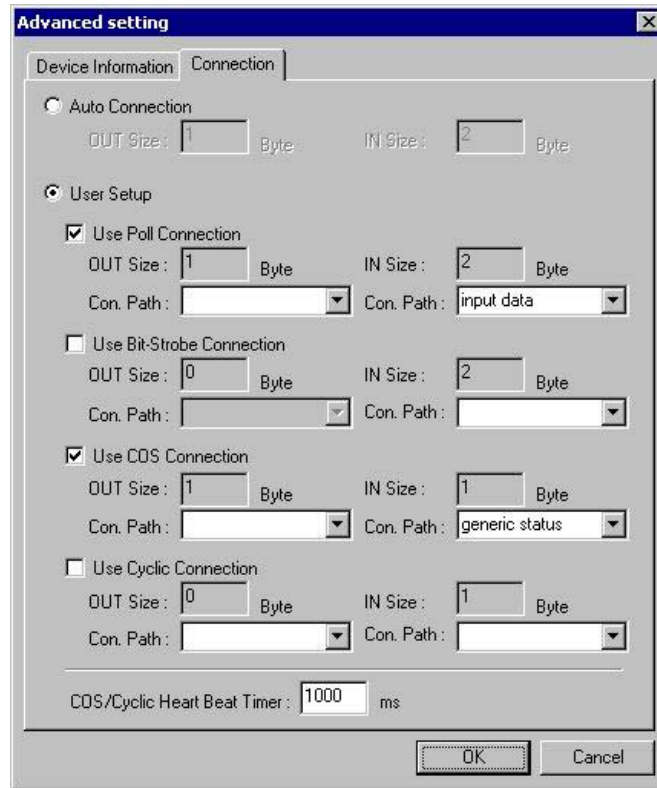 Advanced setting
Device Information Connection
Auto Connection
OUT Size : 1 Byte IN Size : 2 Byte
User Setup
Use Poll Connection
OUT Size : 1 Byte IN Size : 2 Byte
Con. Path : Con. Path : input data
Use Bit-Strobe Connection
OUT Size : 0 Byte IN Size : 2 Byte
Con. Path : Con. Path :
Use COS Connection
OUT Size : 1 Byte IN Size : 1 Byte
Con. Path : Con. Path : generic status
Use Cyclic Connection
OUT Size : 0 Byte IN Size : 1 Byte
Con. Path : Con. Path :
COS/Cyclic Heart Beat Timer : 1000 ms
OK Cancel